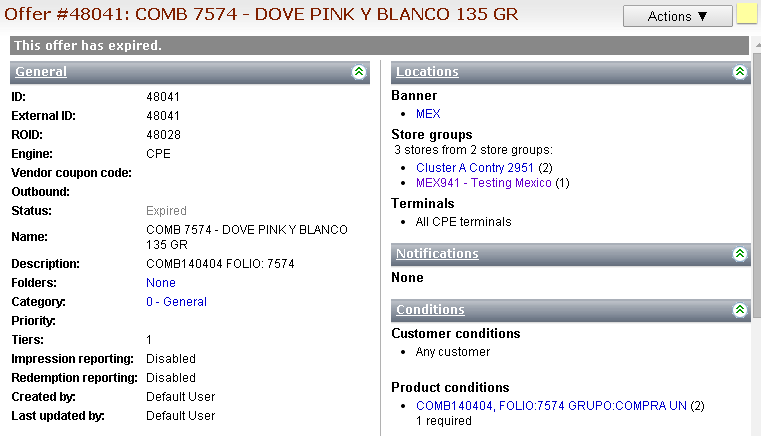 Offer #48041: COMB 7574 - DOVE PINK Y BLANCO 135 GR
Actions ▼
This offer has expired.
General
ID: 48041
External ID: 48041
ROID: 48028
Engine: CPE
Vendor coupon code:
Outbound:
Status: Expired
Name: COMB 7574 - DOVE PINK Y BLANCO
135 GR
Description: COMB140404 FOLIO: 7574
Folders: None
Category: 0 - General
Priority:
Tiers: 1
Impression reporting: Disabled
Redemption reporting: Disabled
Created by: Default User
Last updated by: Default User
Locations
Banner
• MEX
Store groups
3 stores from 2 store groups:
• Cluster A Contry 2951 (2)
• MEX941 - Testing Mexico (1)
Terminals
• All CPE terminals
Notifications
None
Conditions
Customer conditions
• Any customer
Product conditions
• COMB140404, FOLIO:7574 GRUPO:COMPRA UN (2)
1 required